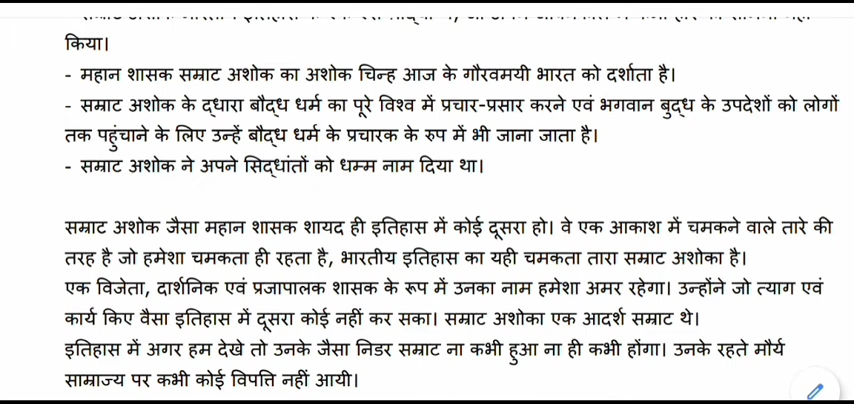 किया।
- महान शासक सम्राट अशोक का अशोक चिन्ह आज के गौरवमयी भारत को दर्शाता है।
- सम्राट अशोक के द्धारा बौद्ध धर्म का पूरे विश्व में प्रचार-प्रसार करने एवं भगवान बुद्ध के उपदेशों को लोगों
तक पहुंचाने के लिए उन्हें बौद्ध धर्म के प्रचारक के रुप में भी जाना जाता है।
- सम्राट अशोक ने अपने सिद्धांतों को धम्म नाम दिया था।
सम्राट अशोक जैसा महान शासक शायद ही इतिहास में कोई दूसरा हो। वे एक आकाश में चमकने वाले तारे की
तरह है जो हमेशा चमकता ही रहता है, भारतीय इतिहास का यही चमकता तारा सम्राट अशोका है।
एक विजेता, दार्शनिक एवं प्रजापालक शासक के रूप में उनका नाम हमेशा अमर रहेगा। उन्होंने जो त्याग एवं
कार्य किए वैसा इतिहास में दूसरा कोई नहीं कर सका। सम्राट अशोका एक आदर्श सम्राट थे।
इतिहास में अगर हम देखे तो उनके जैसा निडर सम्राट ना कभी हुआ ना ही कभी होंगा। उनके रहते मौर्य
साम्राज्य पर कभी कोई विपत्ति नहीं आयी।